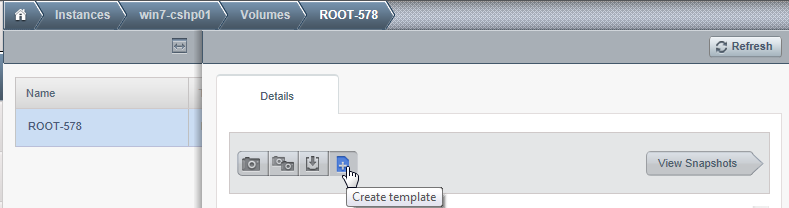 Instances win7-cshp01 Volumes ROOT-578
Refresh
Name
Details
ROOT-578
View Snapshots
Create template